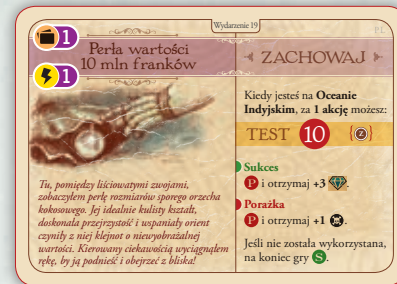 Wydarzenie 19
PL
1
1
Perła wartości
10 mln franków
Tu, pomiędzy liściowatymi zwojami,
zobaczyłem perłę rozmiarów sporego orzecha
kokosowego. Jej idealnie kulisty kształt,
doskonała przejrzystość i wspaniały orient
czyniły z niej klejnot o niewyobrażalnej
wartości. Kierowany ciekawością wyciągnąłem
rękę, by ją podnieść i obejrzeć z bliska!
ZACHOWAJ
Kiedy jesteś na Oceanie
Indyjskim, za 1 akcję możesz:
TEST 10 Z
Sukces
P i otrzymaj +3 .
Porażka
P i otrzymaj +1 .
Jeśli nie została wykorzystana,
na koniec gry S.